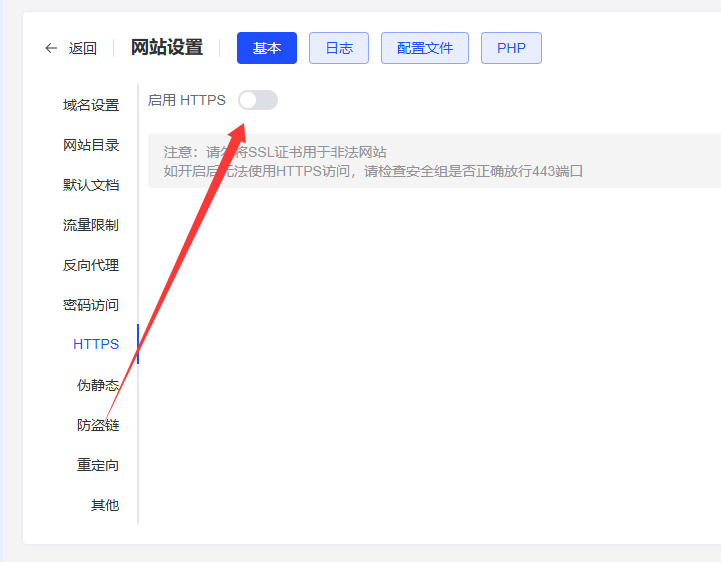 返回 网站设置 基本 日志 配置文件 PHP
域名设置
网站目录
默认文档
流量限制
反向代理
密码访问
HTTPS
伪静态
防盗链
重定向
其他
启用 HTTPS
注意：请勿将SSL证书用于非法网站
如开启后无法使用HTTPS访问，请检查安全组是否正确放行443端口